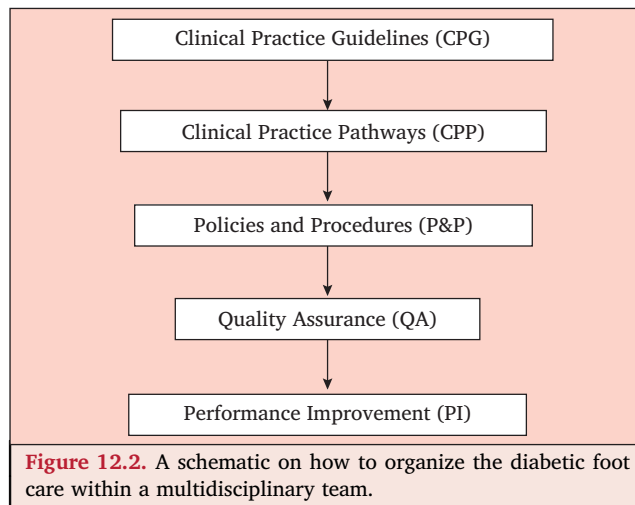 Clinical Practice Guidelines (CPG)
Clinical Practice Pathways (CPP)
Policies and Procedures (P&P)
Quality Assurance (QA)
Performance Improvement (PI)
Figure 12.2. A schematic on how to organize the diabetic foot
care within a multidisciplinary team.